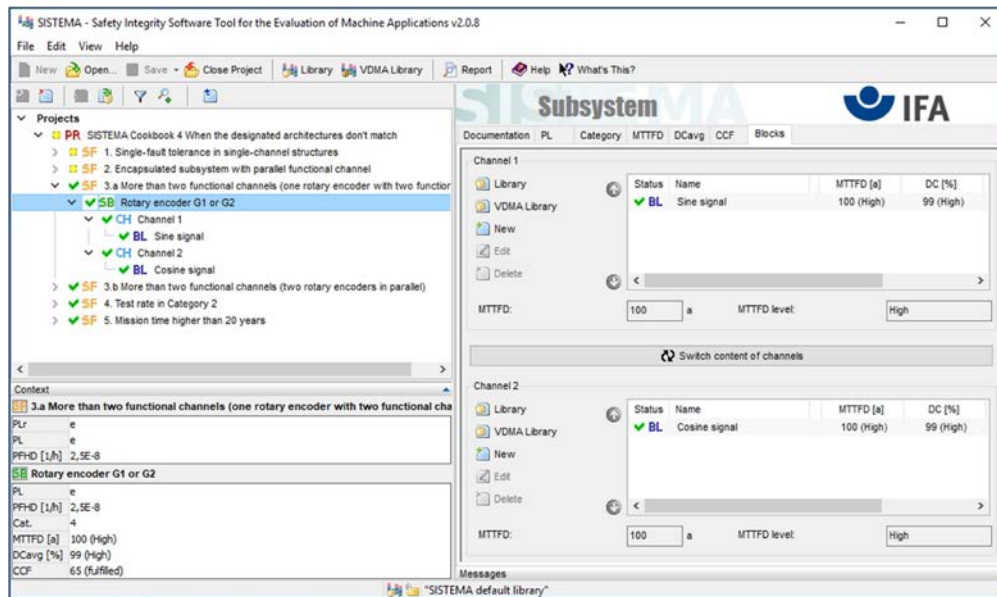 SISTEMA - Safety Integrity Software Tool for the Evaluation of Machine Applications v2.0.8
File Edit View Help
New Open... Save Close Project Library VDMA Library Report Help What's This?
Projects
PR SISTEMA Cookbook 4 When the designated architectures don't match
SF 1. Single-fault tolerance in single-channel structures
SF 2. Encapsulated subsystem with parallel functional channel
SF 3.a More than two functional channels (one rotary encoder with two function
SB Rotary encoder G1 or G2
CH Channel 1
BL Sine signal
CH Channel 2
BL Cosine signal
SF 3.b More than two functional channels (two rotary encoders in parallel)
SF 4. Test rate in Category 2
SF 5. Mission time higher than 20 years
Context
SF 3.a More than two functional channels (one rotary encoder with two functional cha
PLr e
PL e
PFHD [1/h] 2,5E-8
SB Rotary encoder G1 or G2
PL e
PFHD [1/h] 2,5E-8
Cat. 4
MTTFD [a] 100 (High)
DCavg [%] 99 (High)
CCF 65 (fulfilled)
SISTEMA
Subsystem
IFA
Documentation PL Category MTTFD DCavg CCF Blocks
Channel 1
Library
VDMA Library
New
Edit
Delete
Status Name MTTFD [a] DC [%]
BL Sine signal 100 (High) 99 (High)
MTTFD: 100 a MTTFD level: High
Switch content of channels
Channel 2
Library
VDMA Library
New
Edit
Delete
Status Name MTTFD [a] DC [%]
BL Cosine signal 100 (High) 99 (High)
MTTFD: 100 a MTTFD level: High
Messages
"SISTEMA default library"